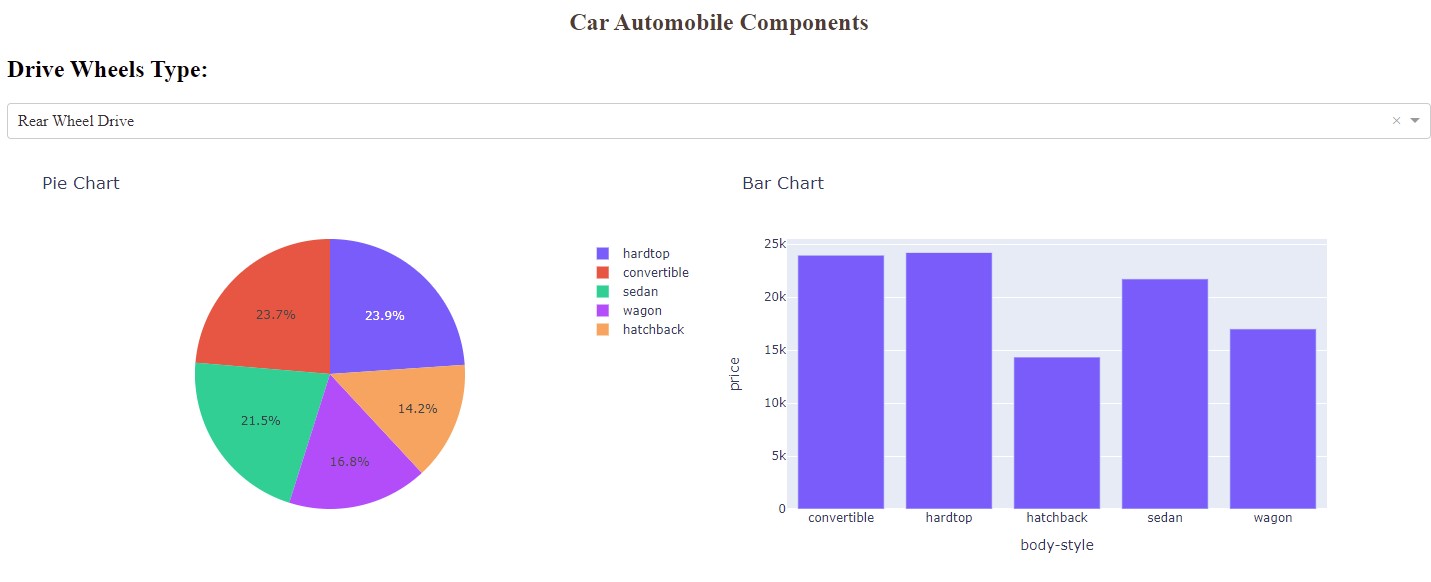 Car Automobile Components
Drive Wheels Type:
Rear Wheel Drive
Pie Chart
23.9%
23.7%
21.5%
16.8%
14.2%
hardtop
convertible
sedan
wagon
hatchback
Bar Chart
price
25k
20k
15k
10k
5k
0
convertible hardtop hatchback sedan wagon
body-style